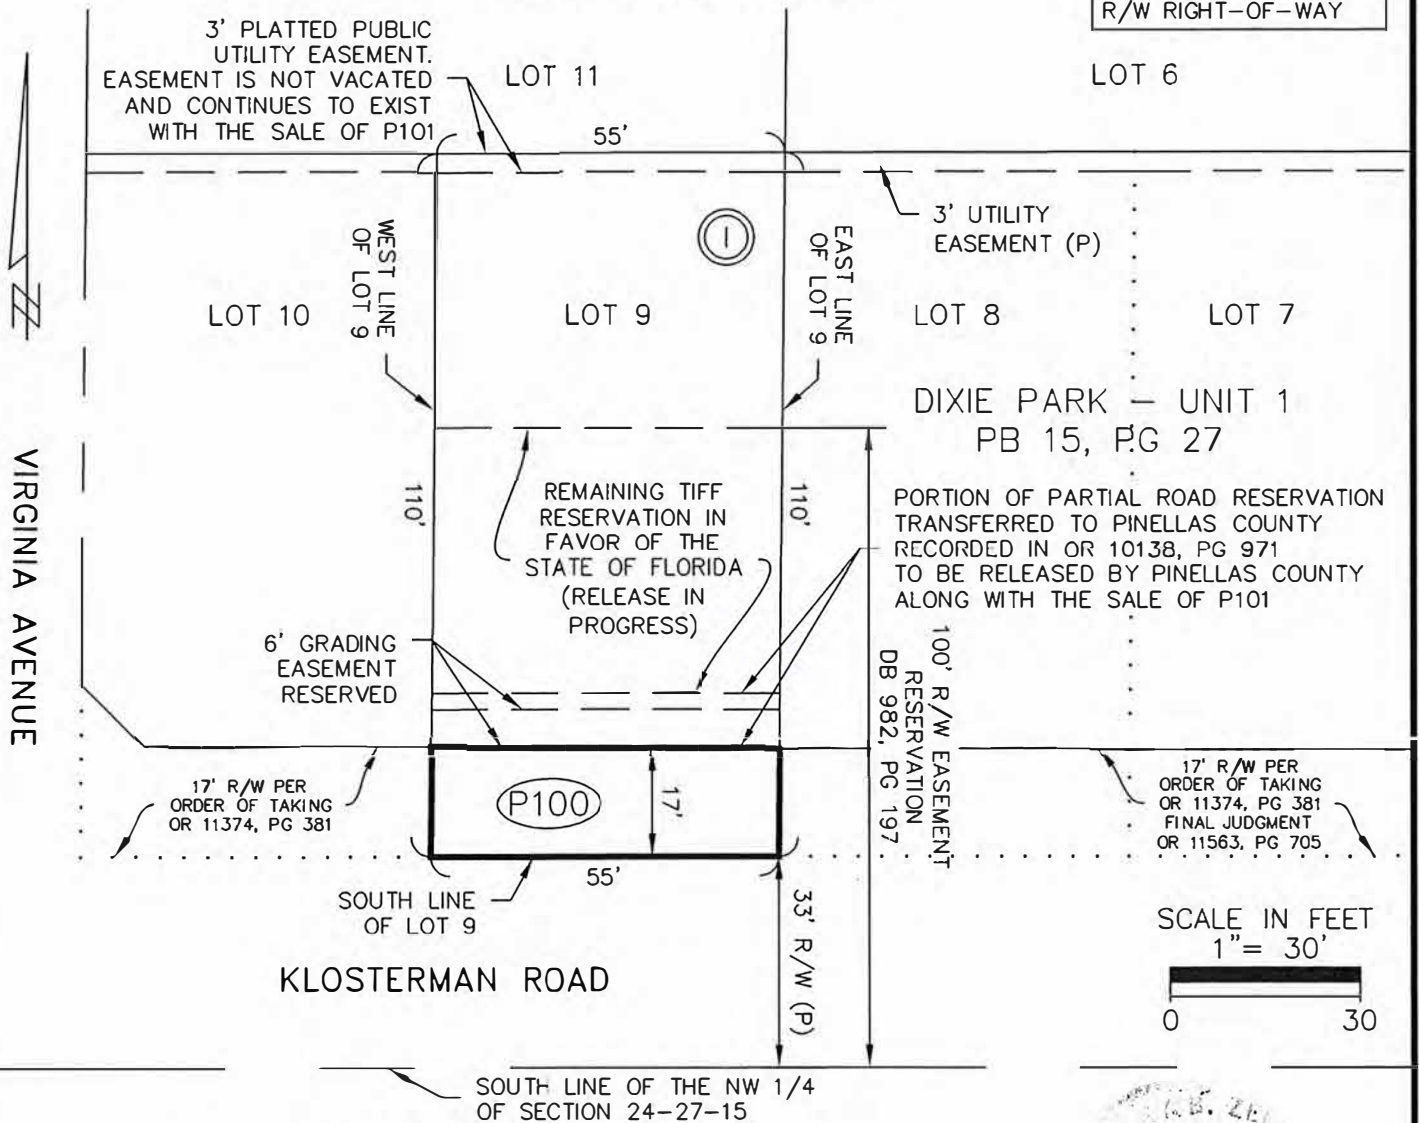 R/W RIGHT-OF-WAY
3' PLATTED PUBLIC
UTILITY EASEMENT.
EASEMENT IS NOT VACATED
AND CONTINUES TO EXIST
WITH THE SALE OF P101
LOT 11
LOT 6
55'
3' UTILITY
EASEMENT (P)
1
WEST LINE
OF LOT 9
EAST LINE
OF LOT 9
N
LOT 10
LOT 9
LOT 8
LOT 7
DIXIE PARK – UNIT 1
PB 15, PG 27
VIRGINIA AVENUE
110'
110'
REMAINING TIFF
RESERVATION IN
FAVOR OF THE
STATE OF FLORIDA
(RELEASE IN
PROGRESS)
PORTION OF PARTIAL ROAD RESERVATION
TRANSFERRED TO PINELLAS COUNTY
RECORDED IN OR 10138, PG 971
TO BE RELEASED BY PINELLAS COUNTY
ALONG WITH THE SALE OF P101
6' GRADING
EASEMENT
RESERVED
100' R/W EASEMENT
RESERVATION
DB 982, PG 197
17' R/W PER
ORDER OF TAKING
OR 11374, PG 381
P100
17'
17' R/W PER
ORDER OF TAKING
OR 11374, PG 381
FINAL JUDGMENT
OR 11563, PG 705
55'
SOUTH LINE
OF LOT 9
33' R/W (P)
KLOSTERMAN ROAD
SCALE IN FEET
1"= 30'
0 30
SOUTH LINE OF THE NW 1/4
OF SECTION 24-27-15